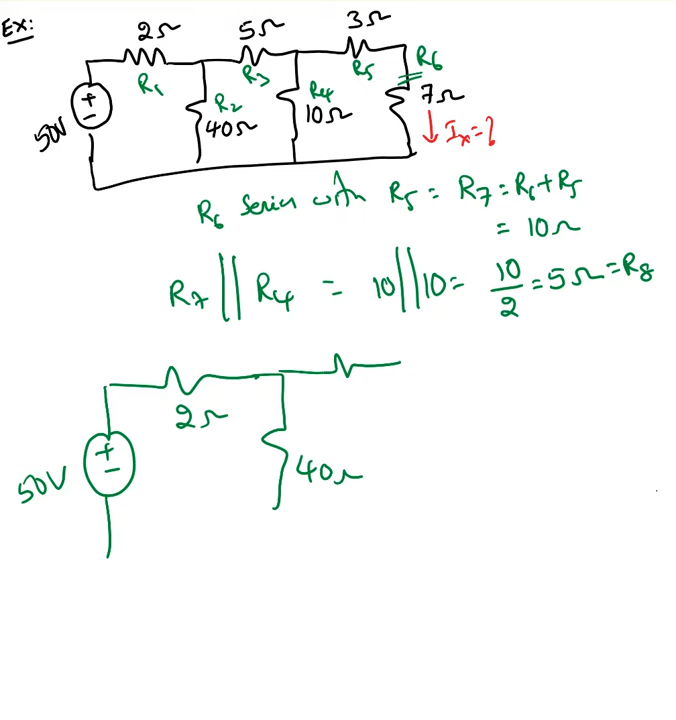 EX:
2Ω 5Ω 3Ω
R1 R3 R5 R6
50V + - R2 40Ω R4 10Ω 7Ω
Ix=?
R6 Series with R5 = R7 = R6+R5
= 10Ω
R7 || R4 = 10||10 = 10/2 = 5Ω = R8
2Ω
50V + - 40Ω